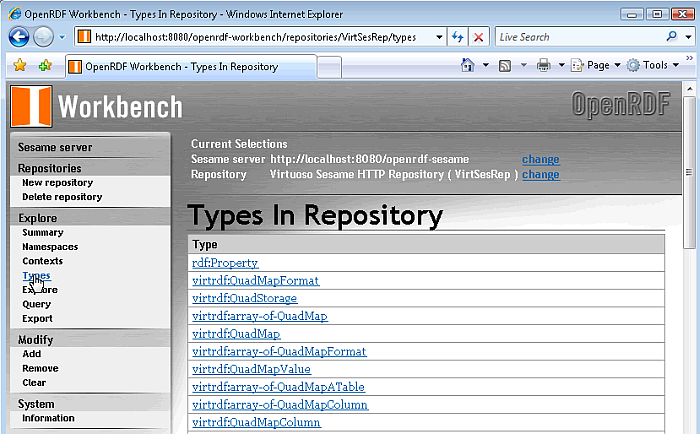 OpenRDF Workbench - Types In Repository - Windows Internet Explorer
http://localhost:8080/openrdf-workbench/repositories/VirtSesRep/types
Live Search
OpenRDF Workbench - Types In Repository
Page
Tools
Workbench
OpenRDF
Sesame server
Repositories
New repository
Delete repository
Explore
Summary
Namespaces
Contexts
Types
Explore
Query
Export
Modify
Add
Remove
Clear
System
Information
Current Selections
Sesame server http://localhost:8080/openrdf-sesame change
Repository Virtuoso Sesame HTTP Repository ( VirtSesRep ) change
Types In Repository
Type
rdf:Property
virtrdf:QuadMapFormat
virtrdf:QuadStorage
virtrdf:array-of-QuadMap
virtrdf:QuadMap
virtrdf:array-of-QuadMapFormat
virtrdf:QuadMapValue
virtrdf:array-of-QuadMapATable
virtrdf:array-of-QuadMapColumn
virtrdf:QuadMapColumn